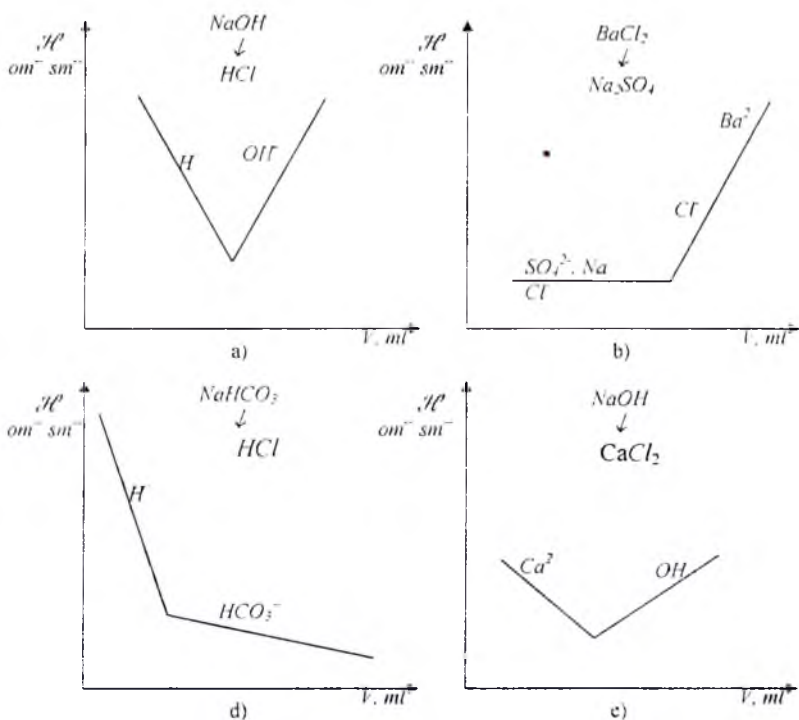 ℋ
om⁻ sm⁻
NaOH
↓
HCl
H
OH
V, ml
a)
ℋ
om⁻ sm⁻
BaCl₂
↓
Na₂SO₄
SO₄²⁻, Na
Cl
Cl
Ba²
V, ml
b)
ℋ
om⁻ sm⁻
NaHCO₃
↓
HCl
H
HCO₃⁻
V, ml
d)
ℋ
om⁻ sm⁻
NaOH
↓
CaCl₂
Ca²
OH
V, ml
e)